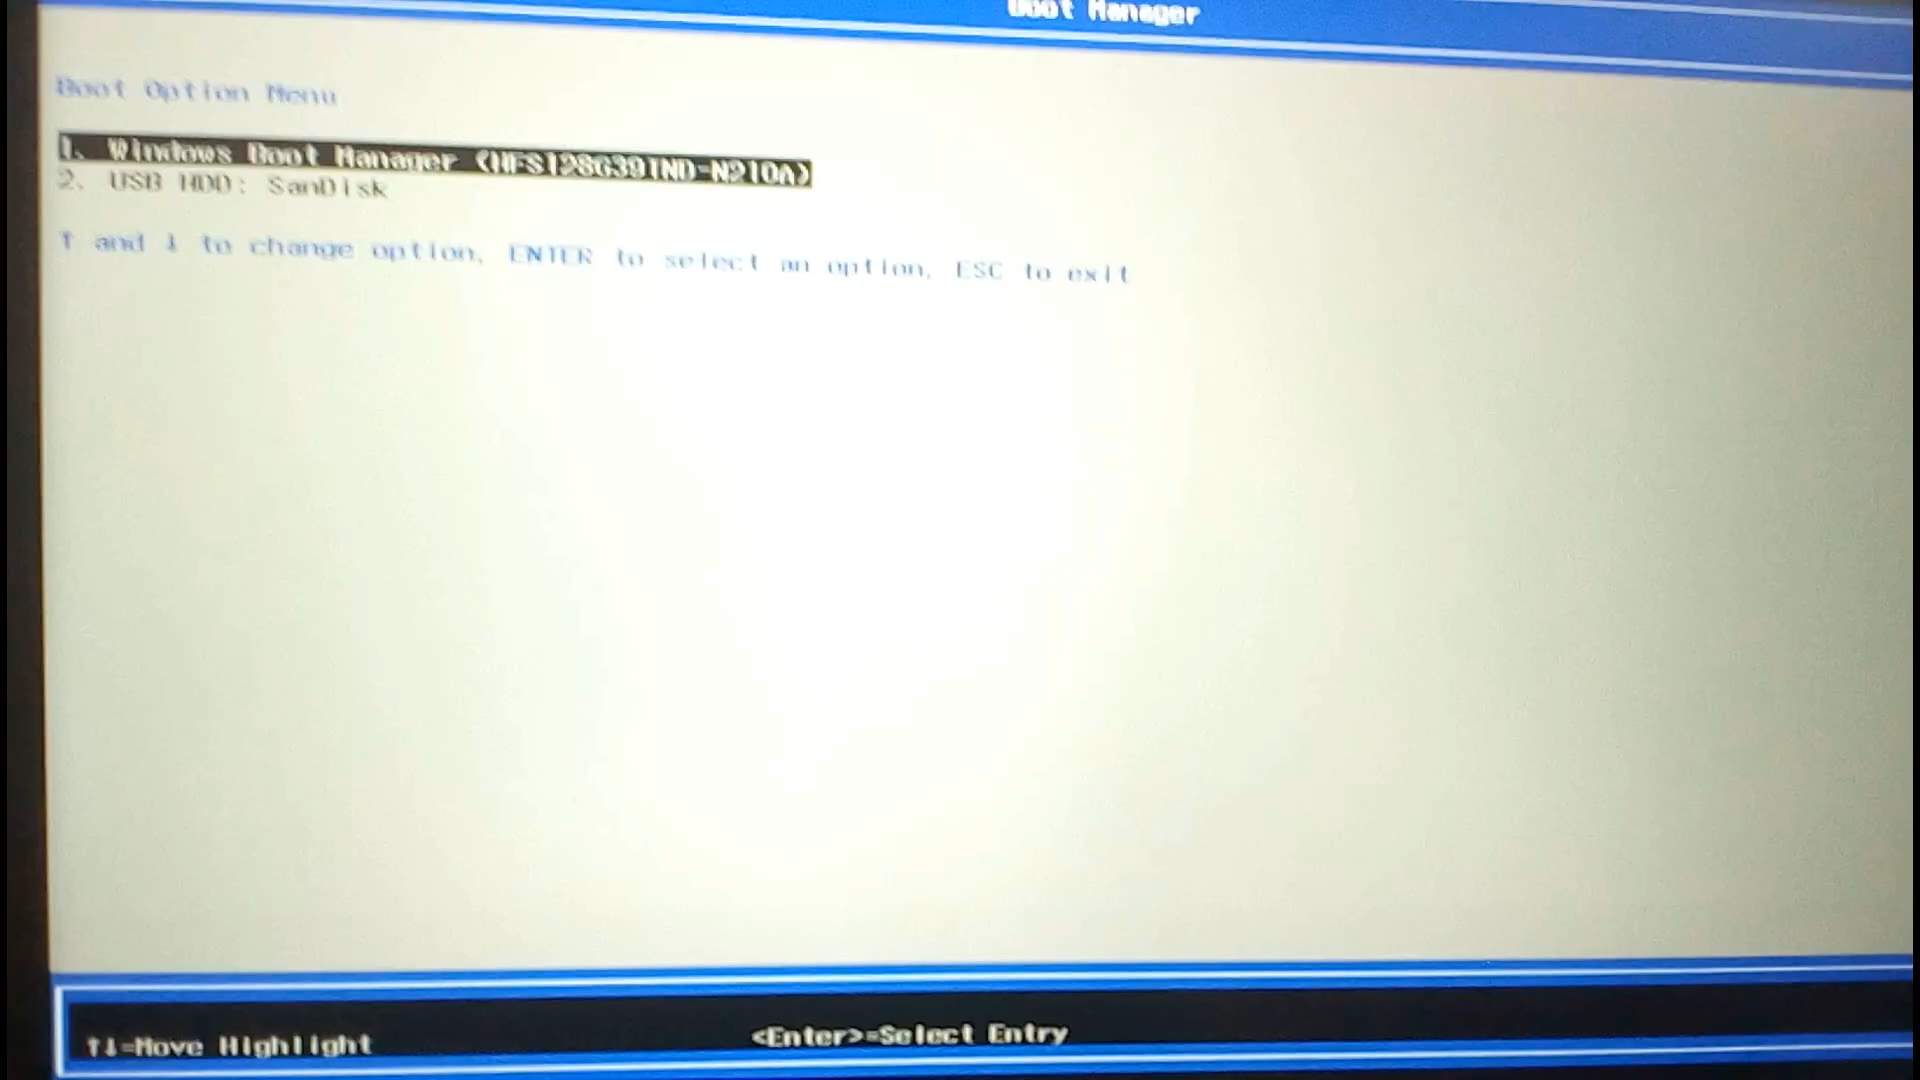 Boot Manager
Boot Option Menu
1. Windows Boot Manager (HFS128G39TND-N210A)
2. USB HDD: SanDisk
↑ and ↓ to change option, ENTER to select an option, ESC to exit
↑↓=Move Highlight
<Enter>=Select Entry